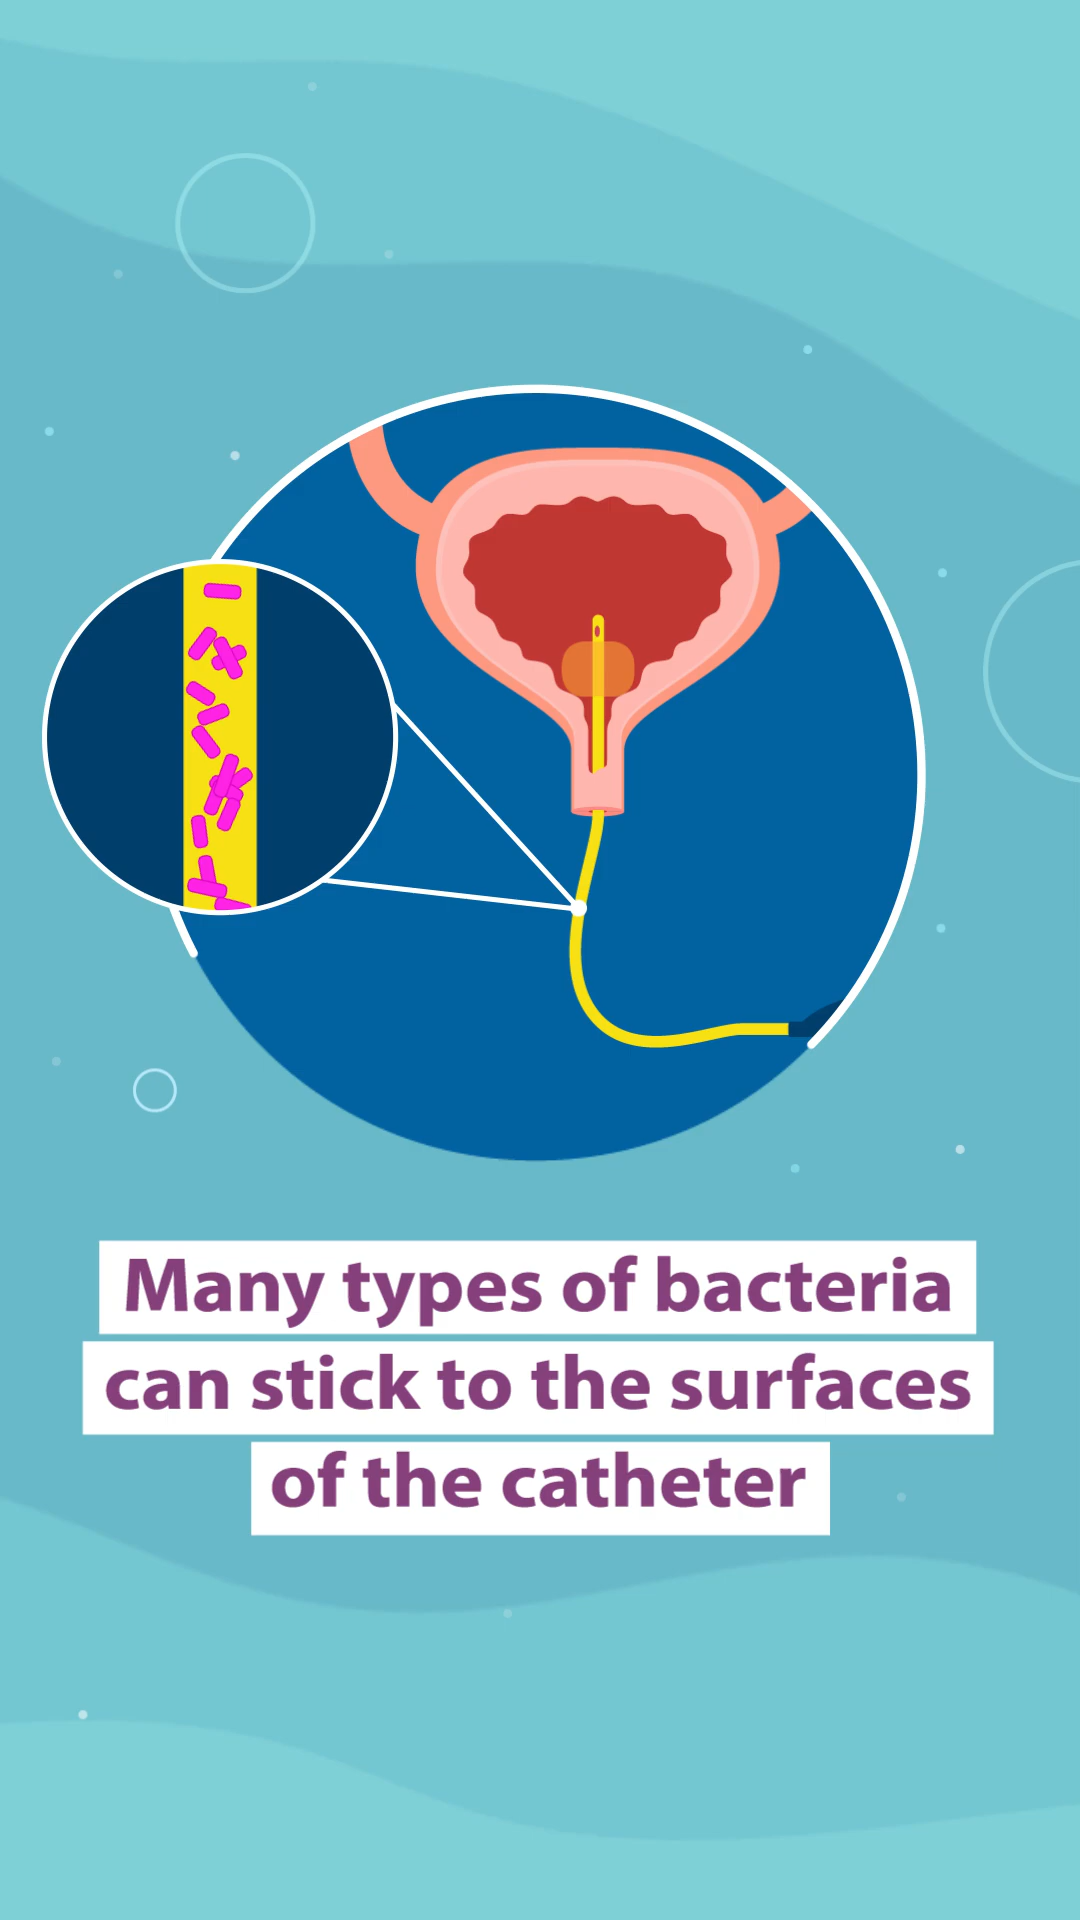 Many types of bacteria
can stick to the surfaces
of the catheter